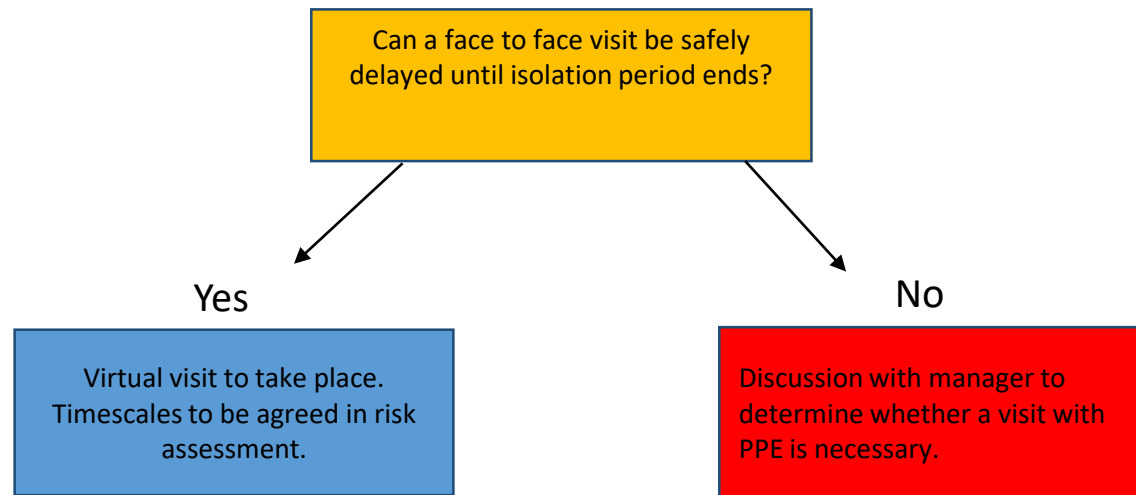 Can a face to face visit be safely
delayed until isolation period ends?
Yes
No
Virtual visit to take place.
Timescales to be agreed in risk
assessment.
Discussion with manager to
determine whether a visit with
PPE is necessary.